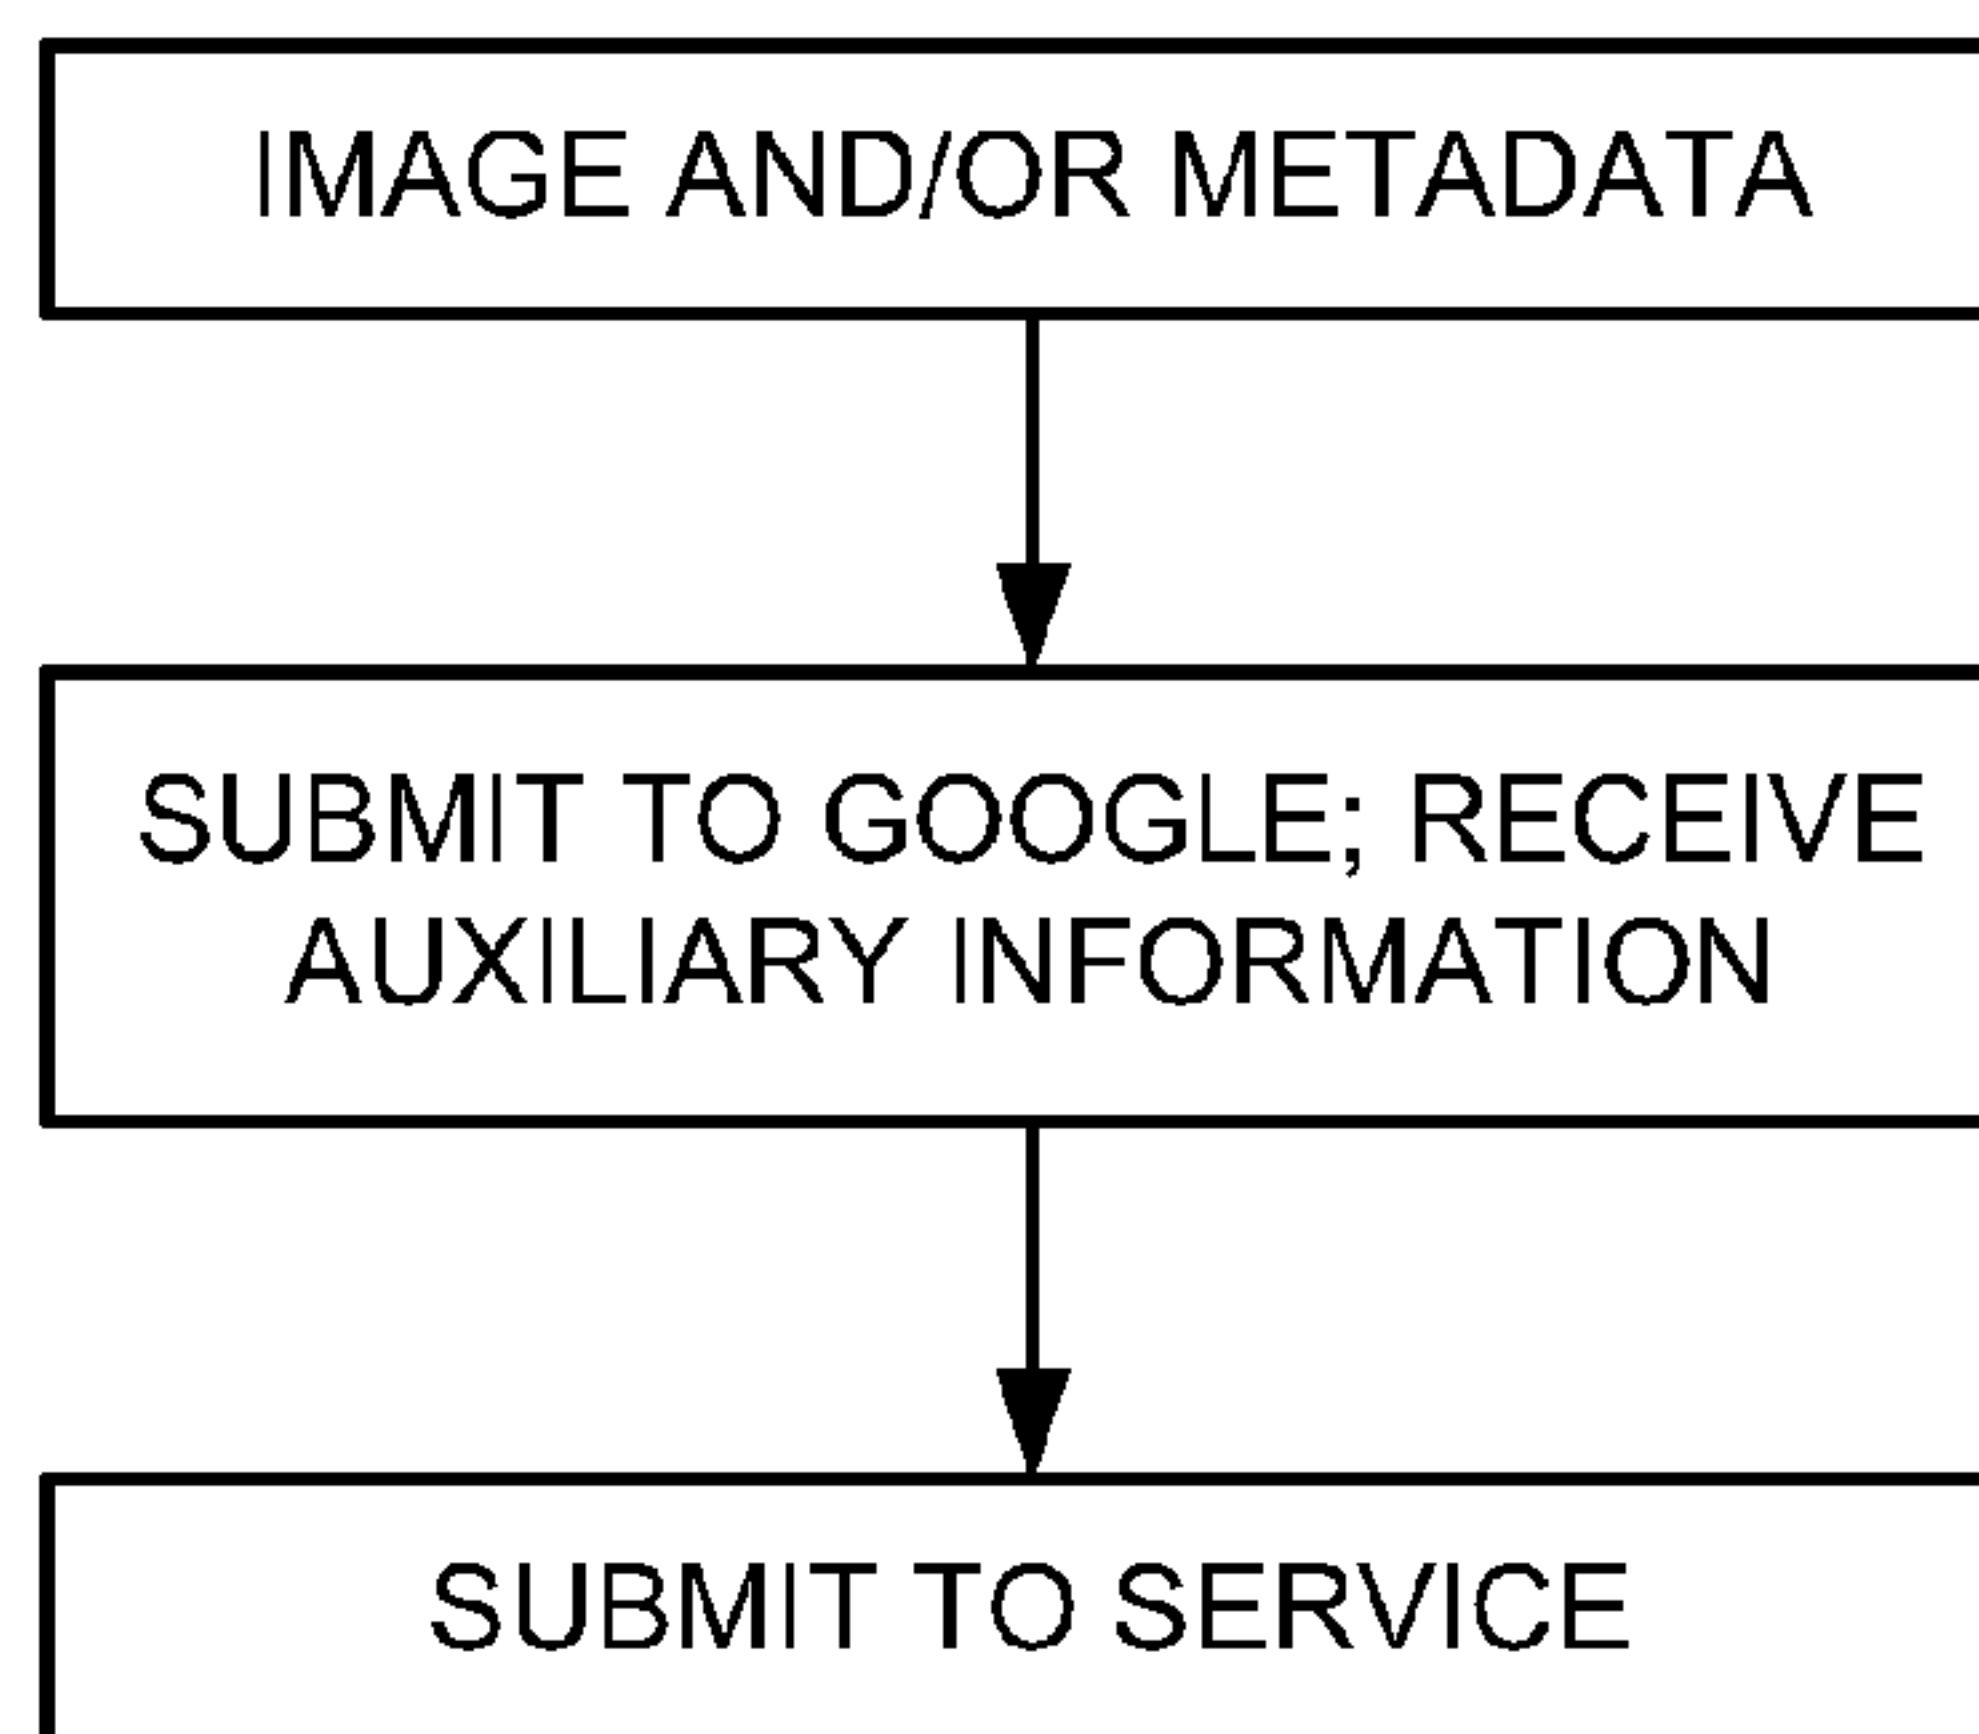 IMAGE AND/OR METADATA
SUBMIT TO GOOGLE; RECEIVE
AUXILIARY INFORMATION
SUBMIT TO SERVICE